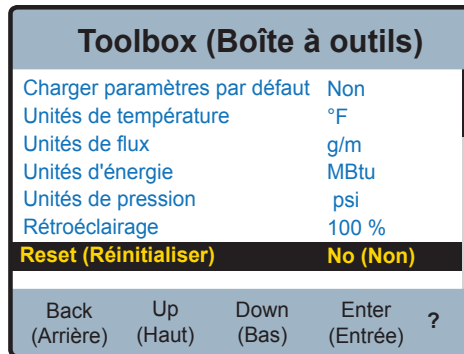 Toolbox (Boîte à outils)
Charger paramètres par défaut Non
Unités de température °F
Unités de flux g/m
Unités d'énergie MBtu
Unités de pression psi
Rétroéclairage 100 %
Reset (Réinitialiser) No (Non)
Back Up Down Enter ?
(Arrière) (Haut) (Bas) (Entrée)